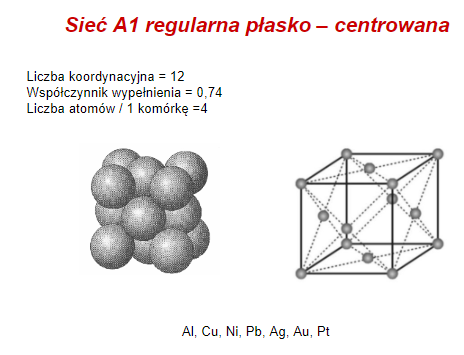 Sieć A1 regularna płasko – centrowana
Liczba koordynacyjna = 12
Współczynnik wypełnienia = 0,74
Liczba atomów / 1 komórkę =4
Al, Cu, Ni, Pb, Ag, Au, Pt